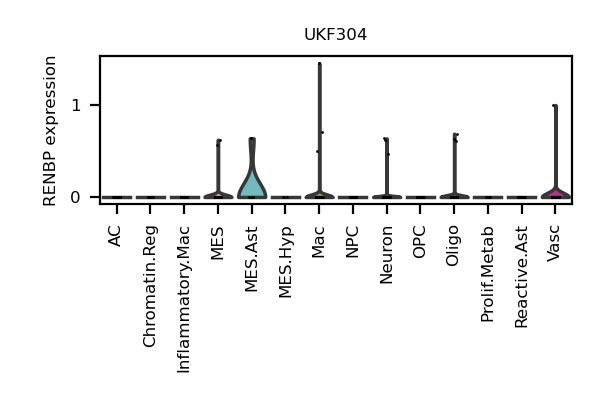 UKF304
RENBP expression
1
0
AC
Chromatin.Reg
Inflammatory.Mac
MES
MES.Ast
MES.Hyp
Mac
NPC
Neuron
OPC
Oligo
Prolif.Metab
Reactive.Ast
Vasc